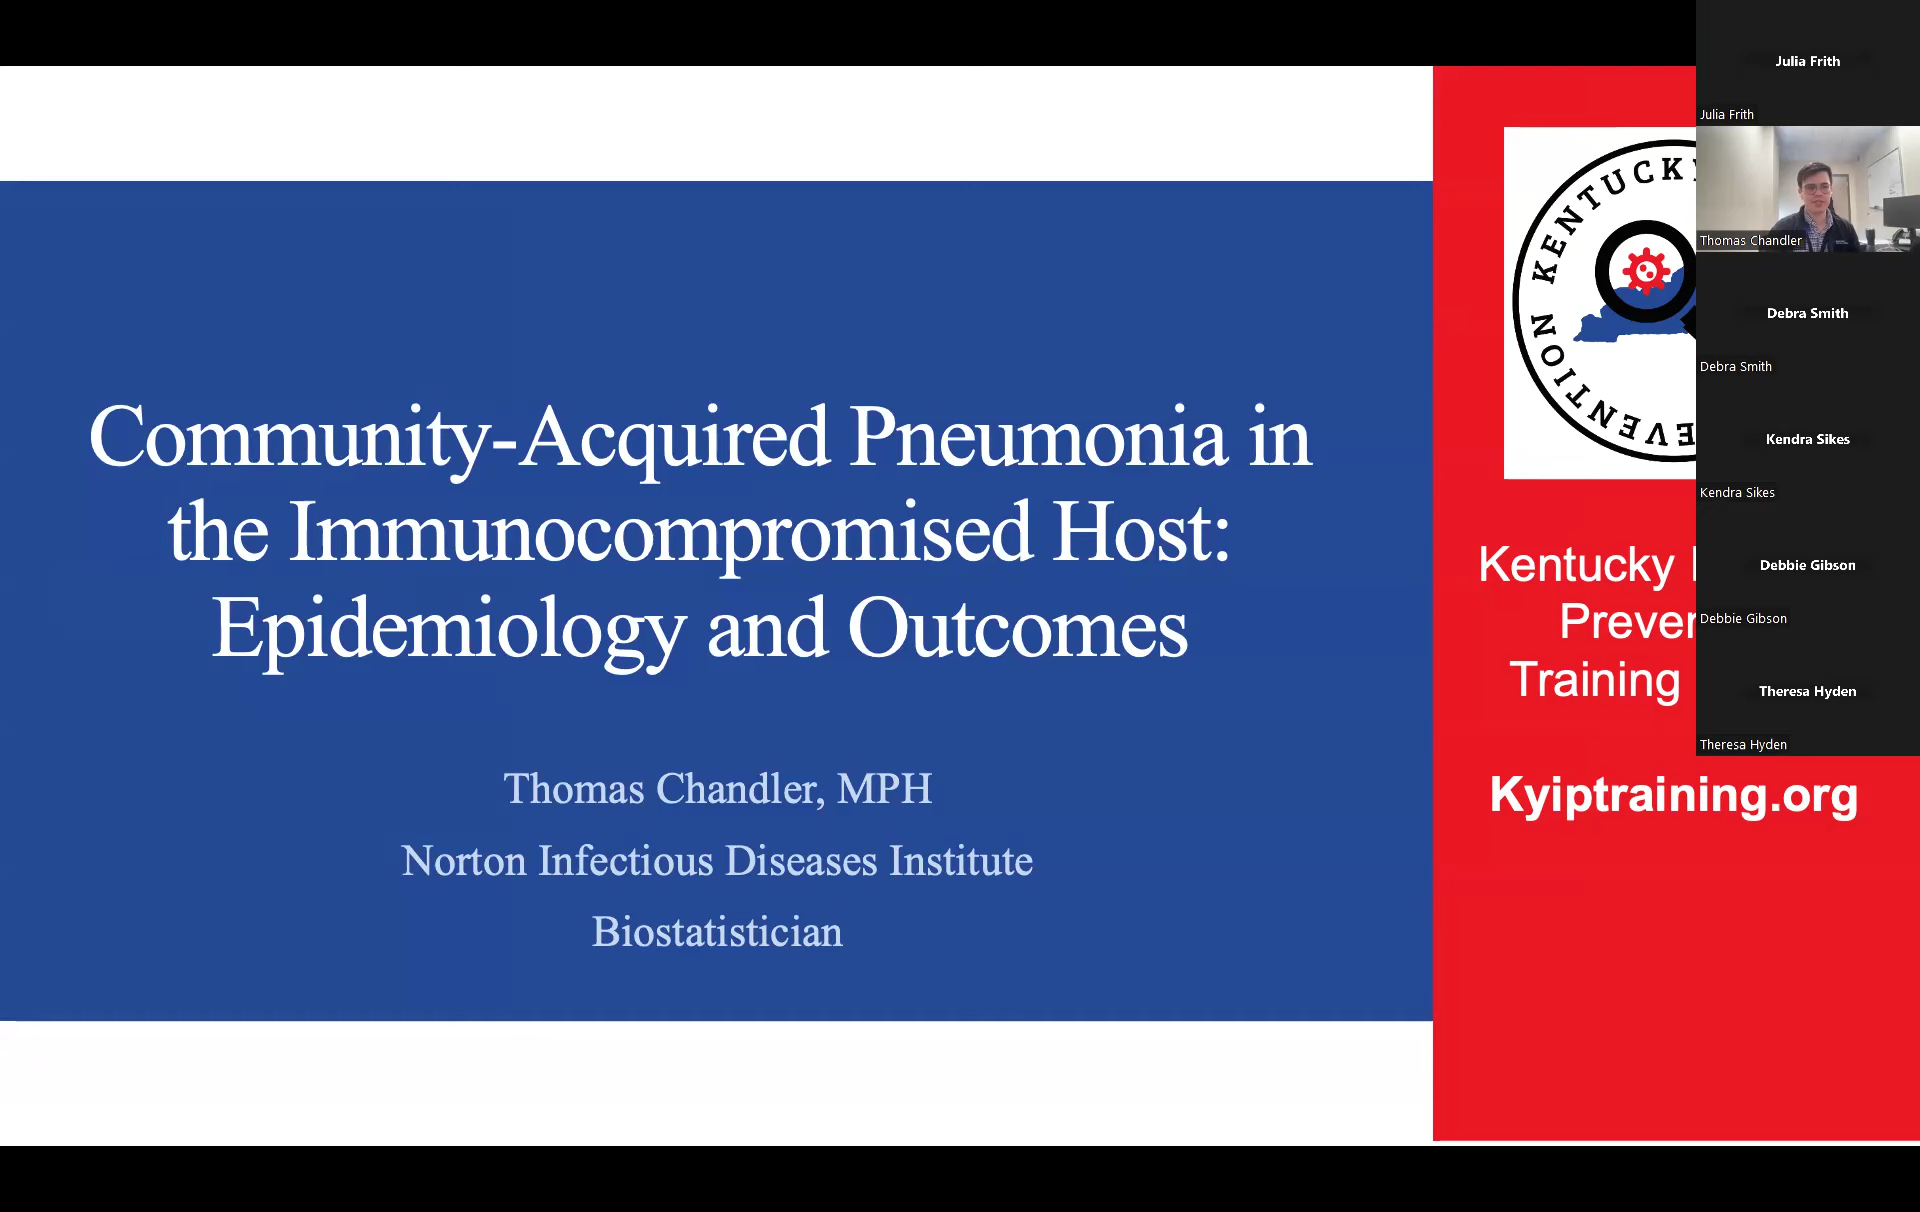 Community-Acquired Pneumonia in
the Immunocompromised Host:
Epidemiology and Outcomes
Thomas Chandler, MPH
Norton Infectious Diseases Institute
Biostatistician
KENTUCKY
Kentucky
Training
Kyiptraining.org
Julia Frith
Julia Frith
Thomas Chandler
Debra Smith
Debra Smith
Kendra Sikes
Kendra Sikes
Debbie Gibson
Debbie Gibson
Theresa Hyden
Theresa Hyden